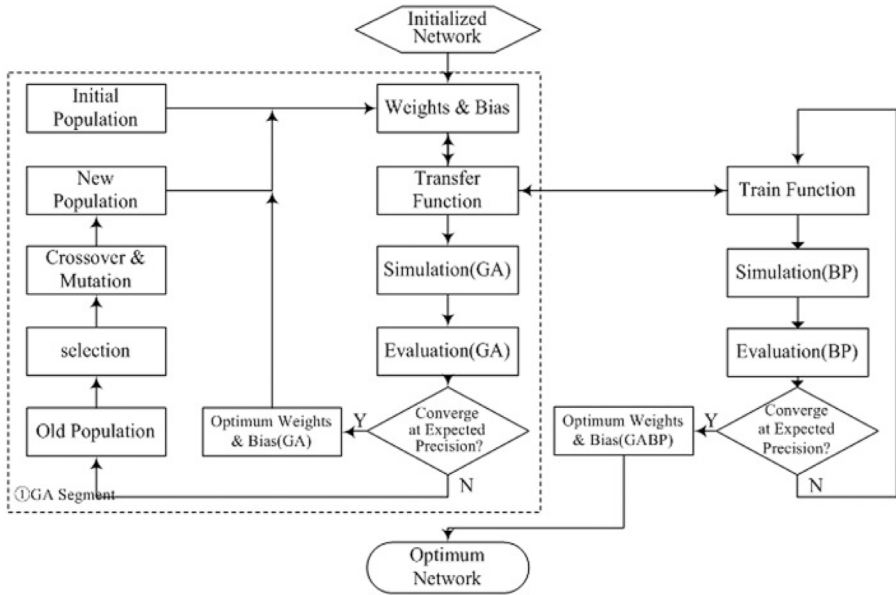 Initialized
Network
Initial
Population
Weights & Bias
New
Population
Transfer
Function
Train Function
Crossover &
Mutation
Simulation(GA)
Simulation(BP)
selection
Evaluation(GA)
Evaluation(BP)
Old Population
Optimum Weights
& Bias(GA)
Y
Converge
at Expected
Precision?
N
Optimum Weights
& Bias(GABP)
Y
Converge
at Expected
Precision?
N
①GA Segment
Optimum
Network